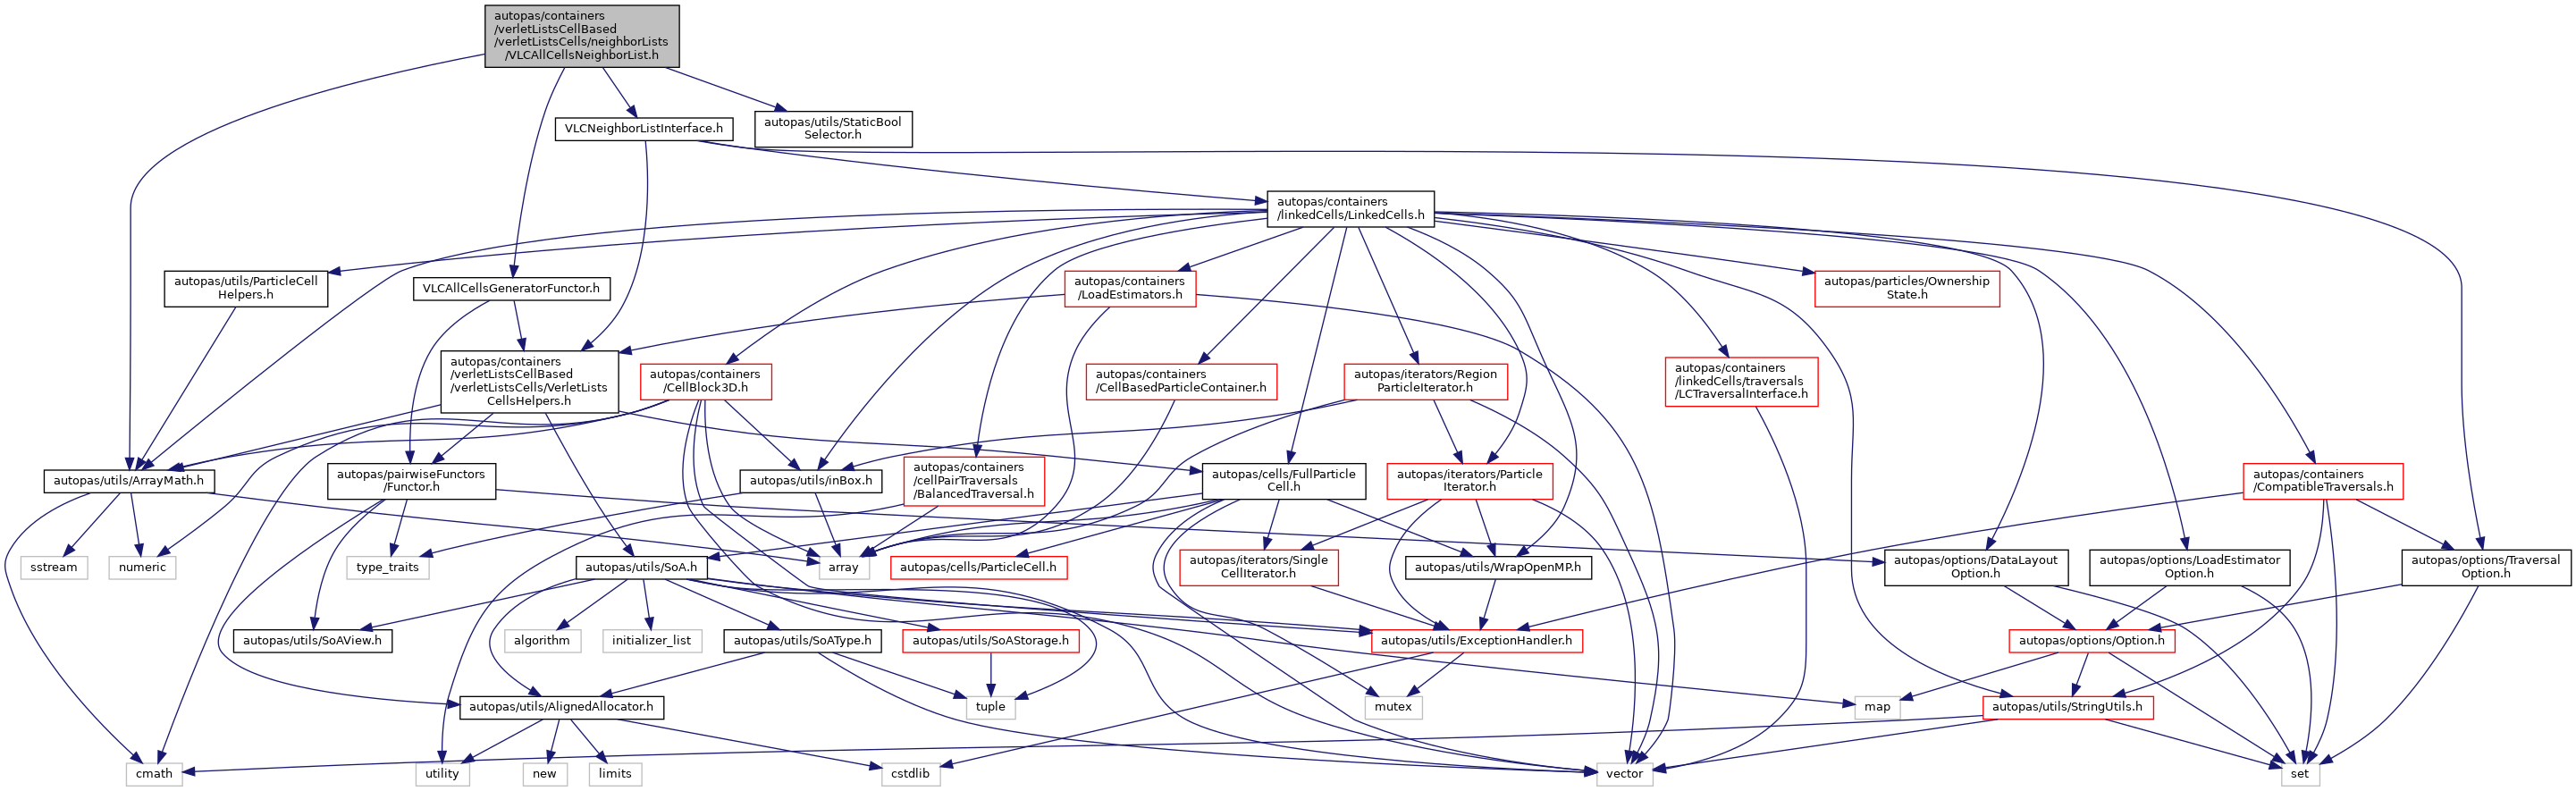 autopas/containers
/verletListsCellBased
/verletListsCells/neighborLists
/VLCAllCellsNeighborList.h
VLCNeighborListInterface.h
autopas/utils/StaticBool
Selector.h
autopas/containers
/linkedCells/LinkedCells.h
autopas/utils/ParticleCell
Helpers.h
VLCAllCellsGeneratorFunctor.h
autopas/containers
/LoadEstimators.h
autopas/particles/Ownership
State.h
autopas/containers
/verletListsCellBased
/verletListsCells/VerletLists
CellsHelpers.h
autopas/containers
/CellBlock3D.h
autopas/containers
/CellBasedParticleContainer.h
autopas/iterators/Region
ParticleIterator.h
autopas/containers
/linkedCells/traversals
/LCTraversalInterface.h
autopas/utils/ArrayMath.h
autopas/pairwiseFunctors
/Functor.h
autopas/utils/inBox.h
autopas/containers
/cellPairTraversals
/BalancedTraversal.h
autopas/cells/FullParticle
Cell.h
autopas/iterators/Particle
Iterator.h
autopas/containers
/CompatibleTraversals.h
sstream
numeric
type_traits
autopas/utils/SoA.h
array
autopas/cells/ParticleCell.h
autopas/iterators/Single
CellIterator.h
autopas/utils/WrapOpenMP.h
autopas/options/DataLayout
Option.h
autopas/options/LoadEstimator
Option.h
autopas/options/Traversal
Option.h
autopas/utils/SoAView.h
algorithm
initializer_list
autopas/utils/SoAType.h
autopas/utils/SoAStorage.h
autopas/utils/ExceptionHandler.h
autopas/options/Option.h
autopas/utils/AlignedAllocator.h
tuple
mutex
map
autopas/utils/StringUtils.h
cmath
utility
new
limits
cstdlib
vector
set